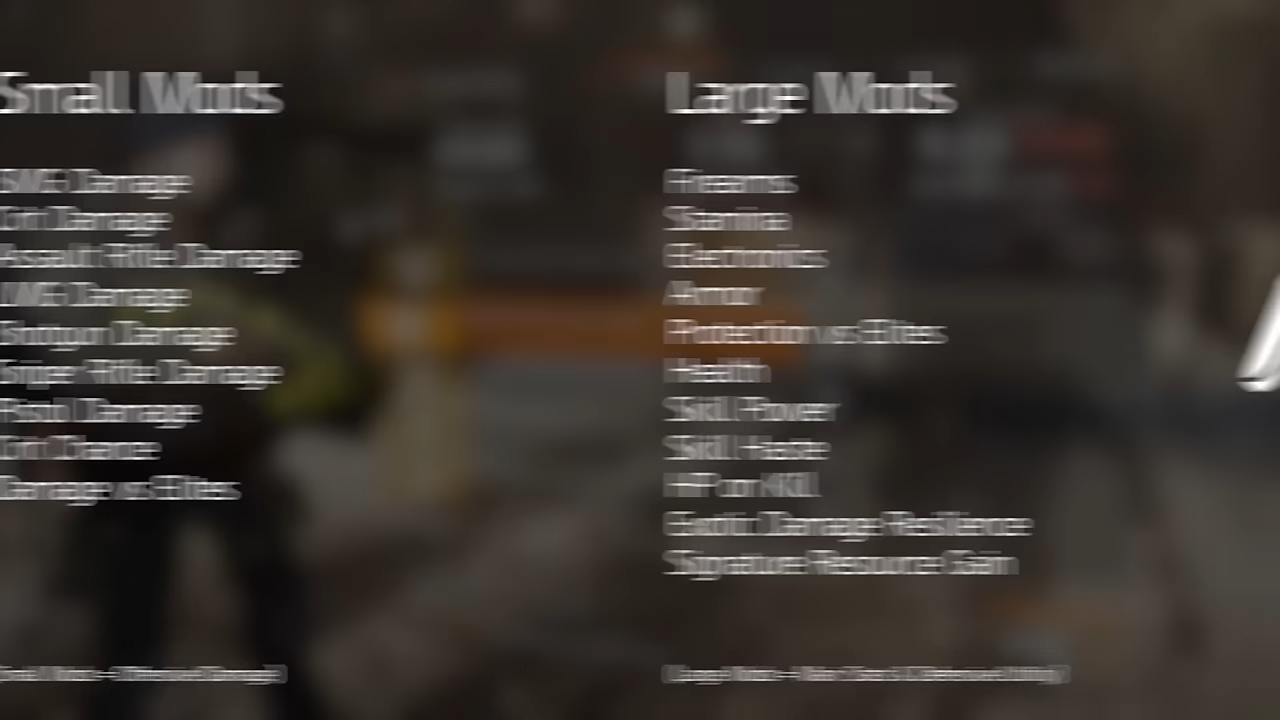 Small Mods
SMG Damage
Crit Damage
Assault Rifle Damage
LMG Damage
Shotgun Damage
Sniper Rifle Damage
Pistol Damage
Crit Chance
Damage vs Elites
Large Mods
Firearms
Stamina
Electronics
Armor
Protection vs Elites
Health
Skill Power
Skill Haste
HP on Kill
Exotic Damage Resilience
Signature Resource Gain